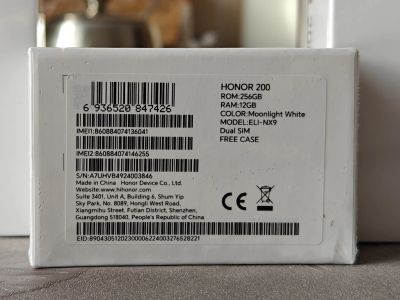 HONOR 200
ROM:256GB
RAM:12GB
COLOR:Moonlight White
MODEL:ELI-NX9
Dual SIM
FREE CASE
6 936520 847426
IMEI1:860884074136041
IMEI2:860884074146255
S/N:A7UHVB4924003846
Made in China Honor Device Co., Ltd.
Website: www.hihonor.com
Suite 3401, Unit A, Building 6, Shum Yip
Sky Park, No. 8089, Hongli West Road,
Xiangmihu Street, Futian District, Shenzhen,
Guangdong 518040, People's Republic of China
CE
EID:89043051202300006224003276528221